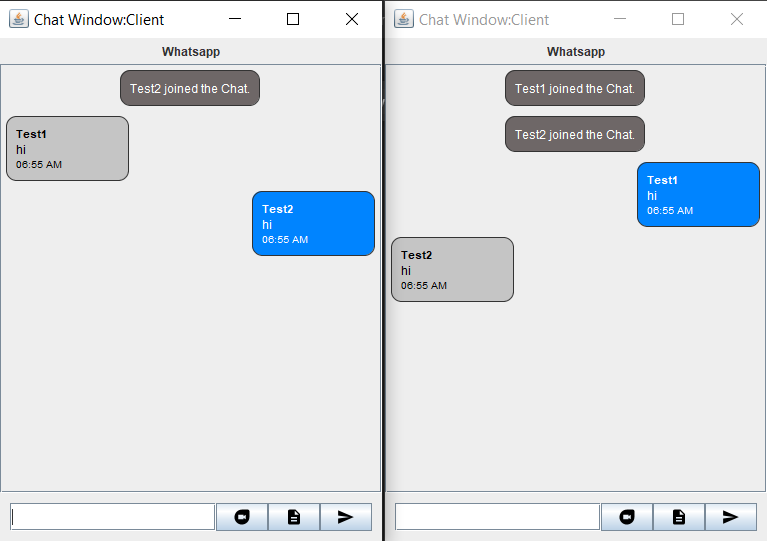 Chat Window:Client
Whatsapp
Test2 joined the Chat.
Test1
hi
06:55 AM
Test2
hi
06:55 AM
Chat Window:Client
Whatsapp
Test1 joined the Chat.
Test2 joined the Chat.
Test1
hi
06:55 AM
Test2
hi
06:55 AM